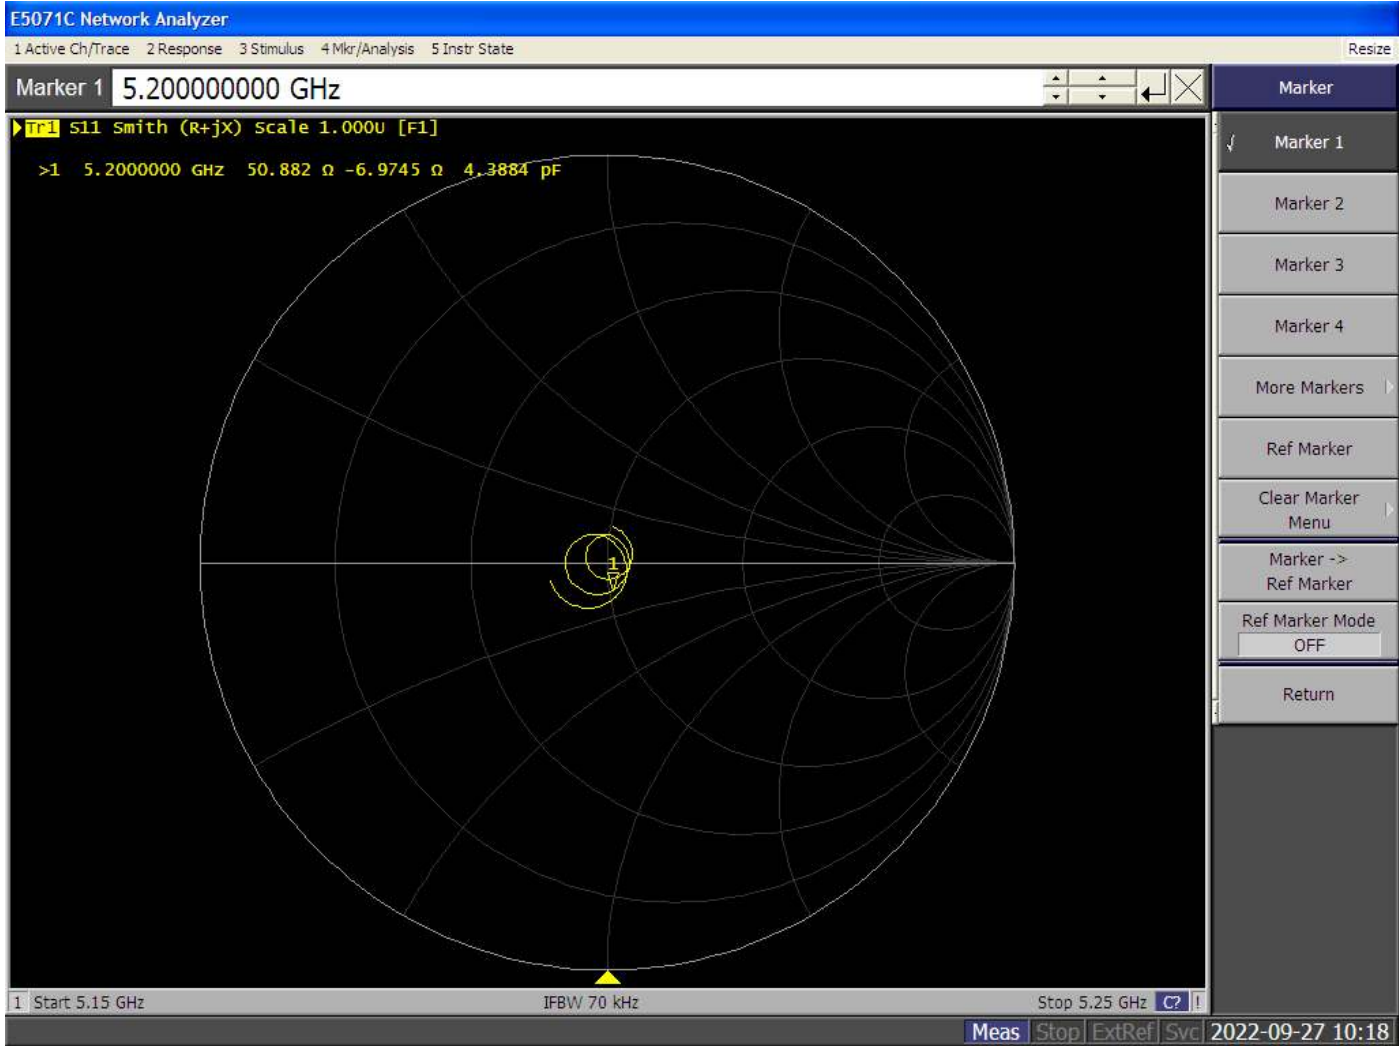 E5071C Network Analyzer
1 Active Ch/Trace 2 Response 3 Stimulus 4 Mkr/Analysis 5 Instr State
Resize
Marker 1 5.200000000 GHz
Tr1 S11 Smith (R+jX) Scale 1.000U [F1]
>1 5.2000000 GHz 50.882 Ω -6.9745 Ω 4.3884 pF
1
1 Start 5.15 GHz
IFBW 70 kHz
Stop 5.25 GHz C? !
Marker
√ Marker 1
Marker 2
Marker 3
Marker 4
More Markers
Ref Marker
Clear Marker
Menu
Marker ->
Ref Marker
Ref Marker Mode
OFF
Return
Meas Stop ExtRef Svc 2022-09-27 10:18